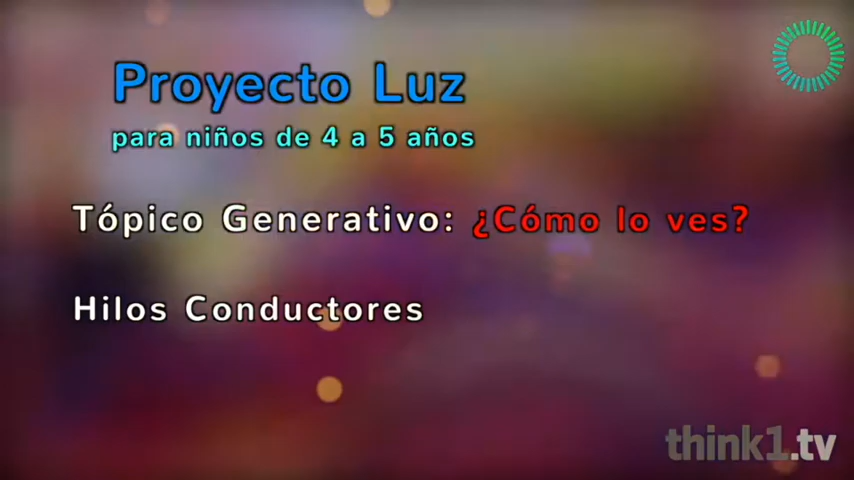 Proyecto Luz
para niños de 4 a 5 años
Tópico Generativo: ¿Cómo lo ves?
Hilos Conductores
think1.tv